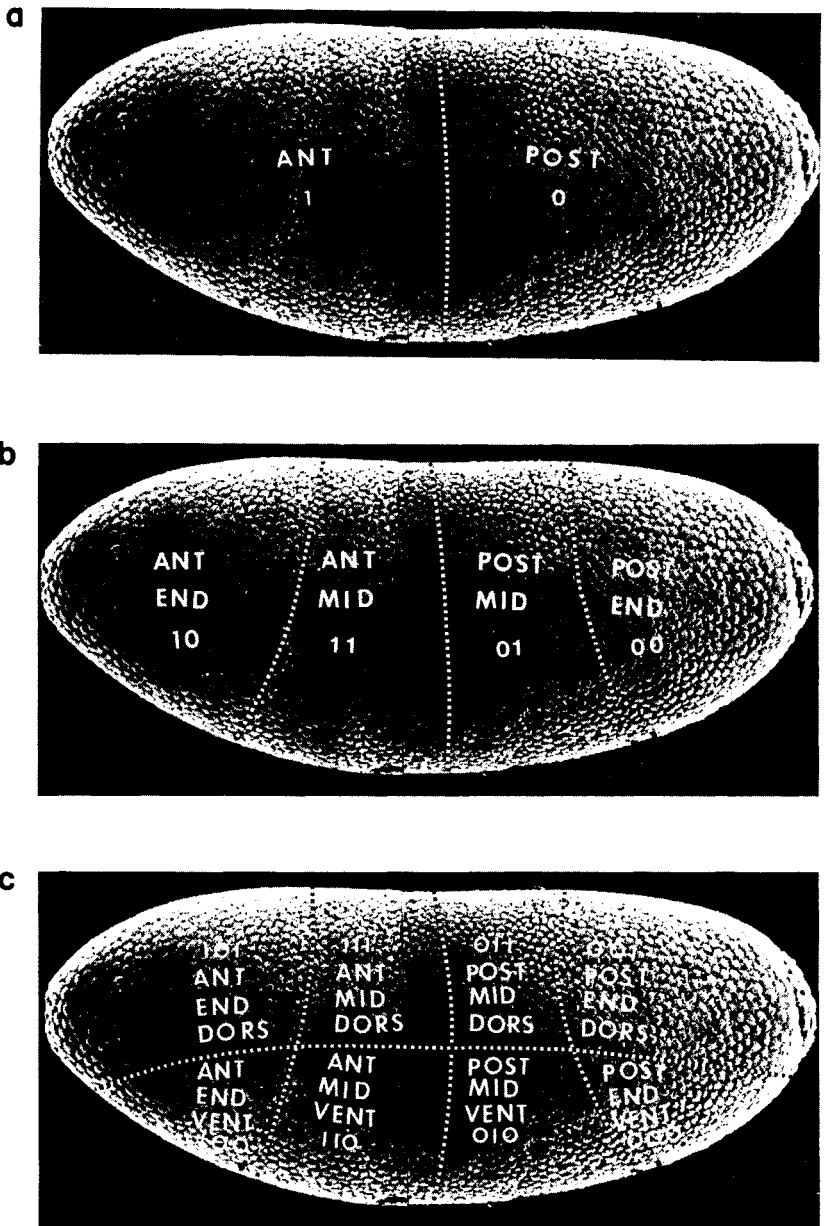 a
ANT
1
POST
0
b
ANT
END
10
ANT
MID
11
POST
MID
01
POST
END
00
c
101
ANT
END
DORS
111
ANT
MID
DORS
011
POST
MID
DORS
001
POST
END
DORS
ANT
END
VENT
100
ANT
MID
VENT
110
POST
MID
VENT
010
POST
END
VENT
000